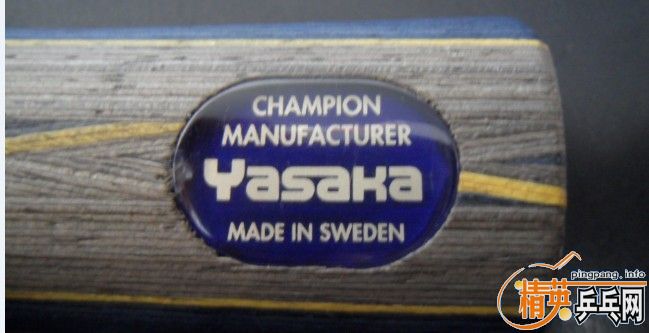 CHAMPION
MANUFACTURER
Yasaka
MADE IN SWEDEN
pingpang.info
精英乒乓网